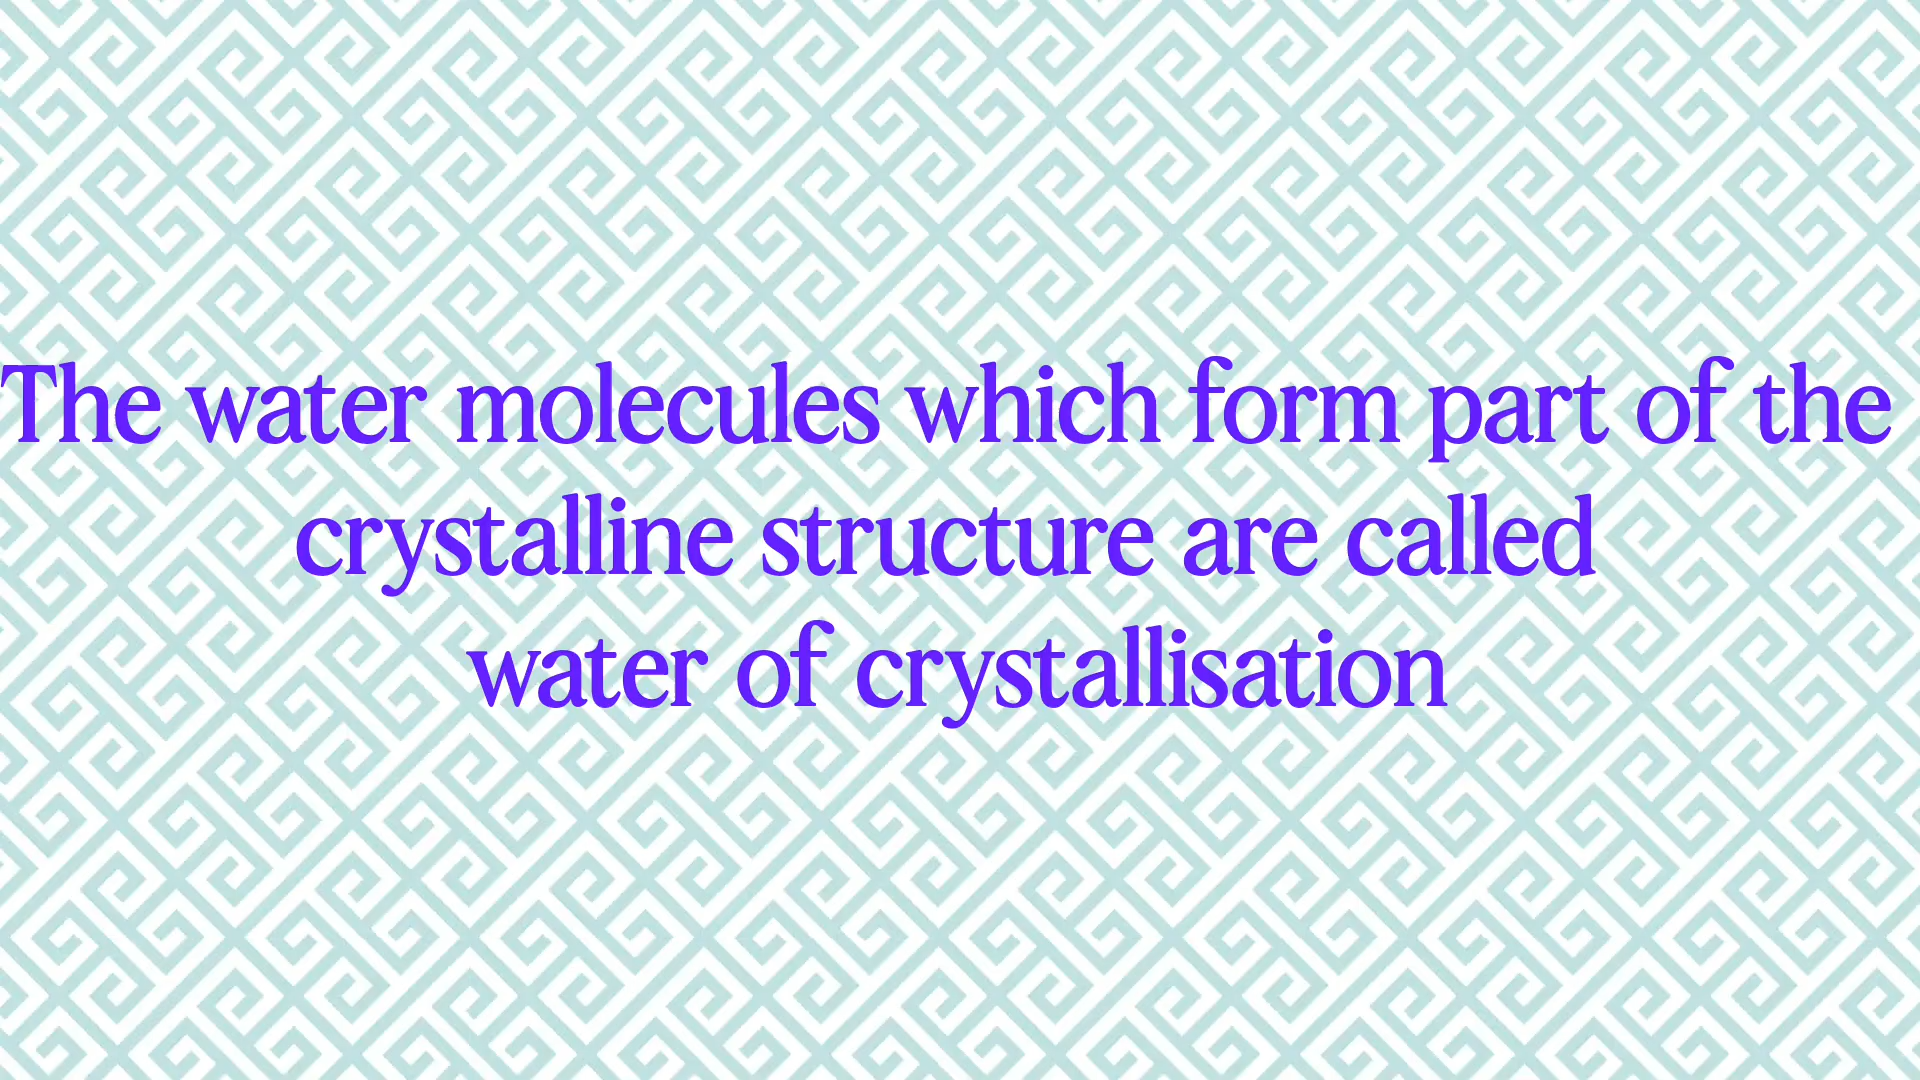 The water molecules which form part of the
crystalline structure are called
water of crystallisation